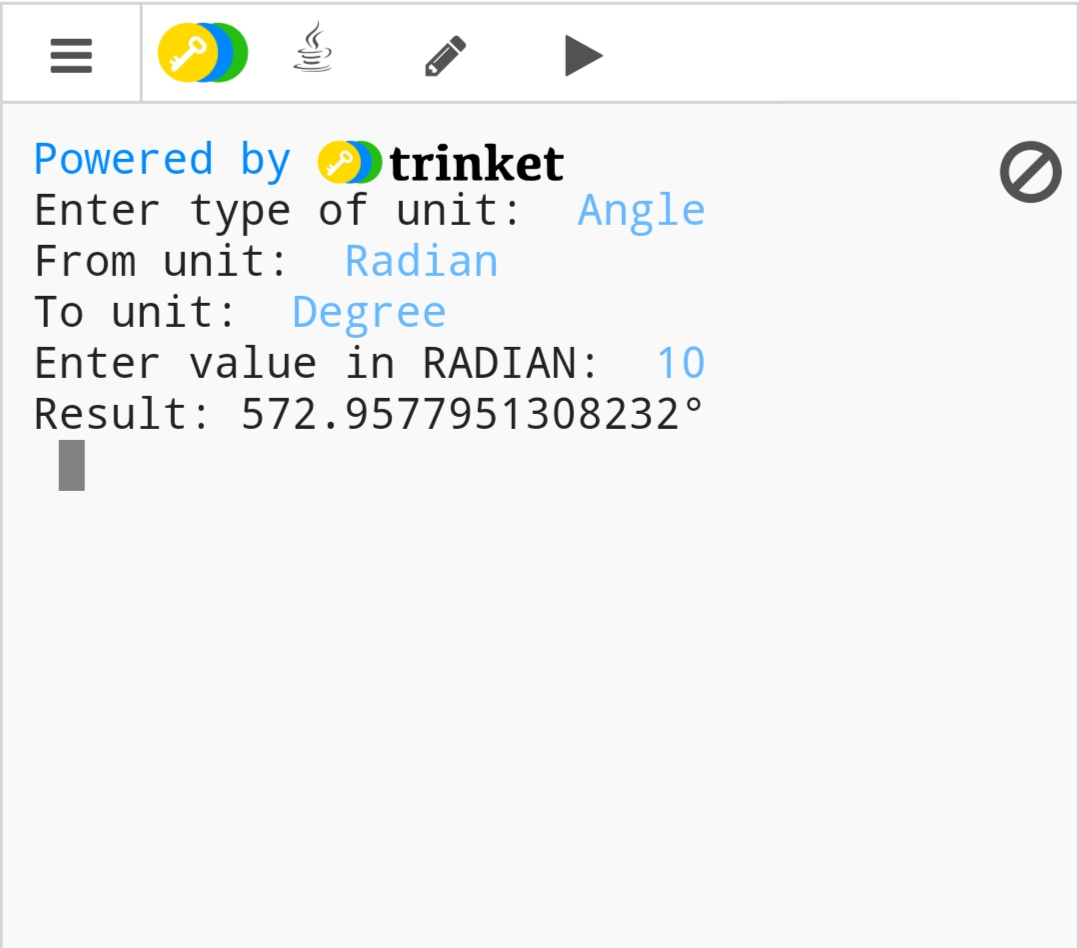 Powered by trinket
Enter type of unit: Angle
From unit: Radian
To unit: Degree
Enter value in RADIAN: 10
Result: 572.9577951308232°